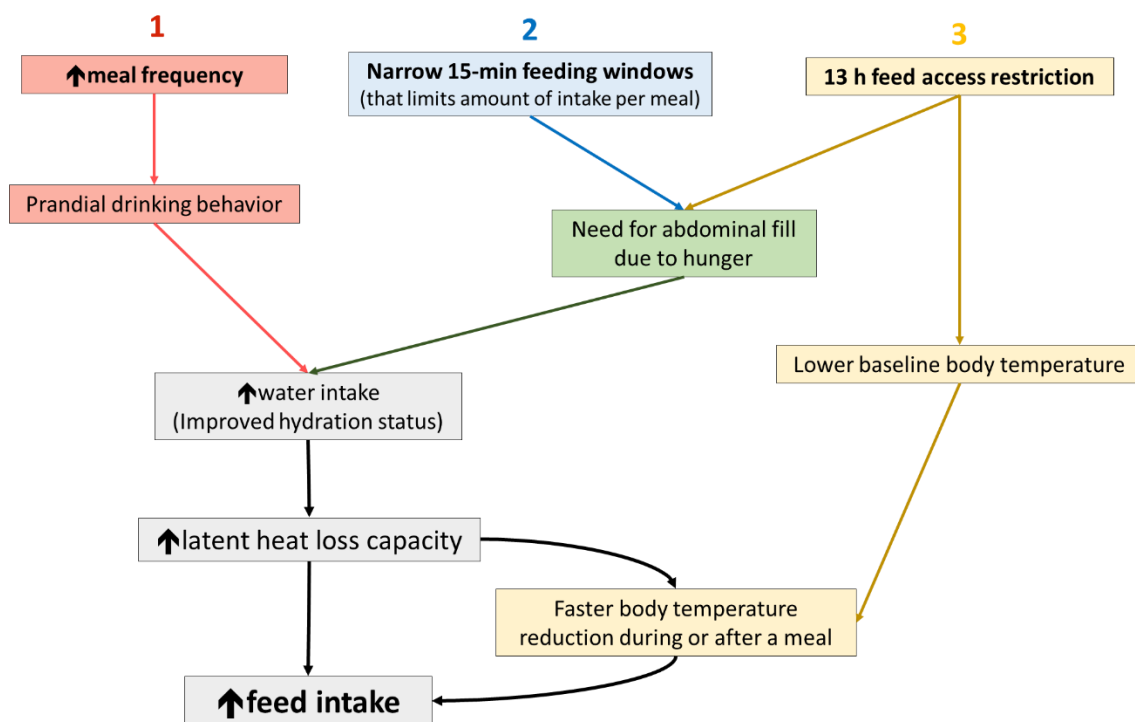 1
2
3
↑meal frequency
Narrow 15-min feeding windows
(that limits amount of intake per meal)
13 h feed access restriction
Prandial drinking behavior
Need for abdominal fill
due to hunger
Lower baseline body temperature
↑water intake
(Improved hydration status)
↑latent heat loss capacity
Faster body temperature
reduction during or after a meal
↑feed intake